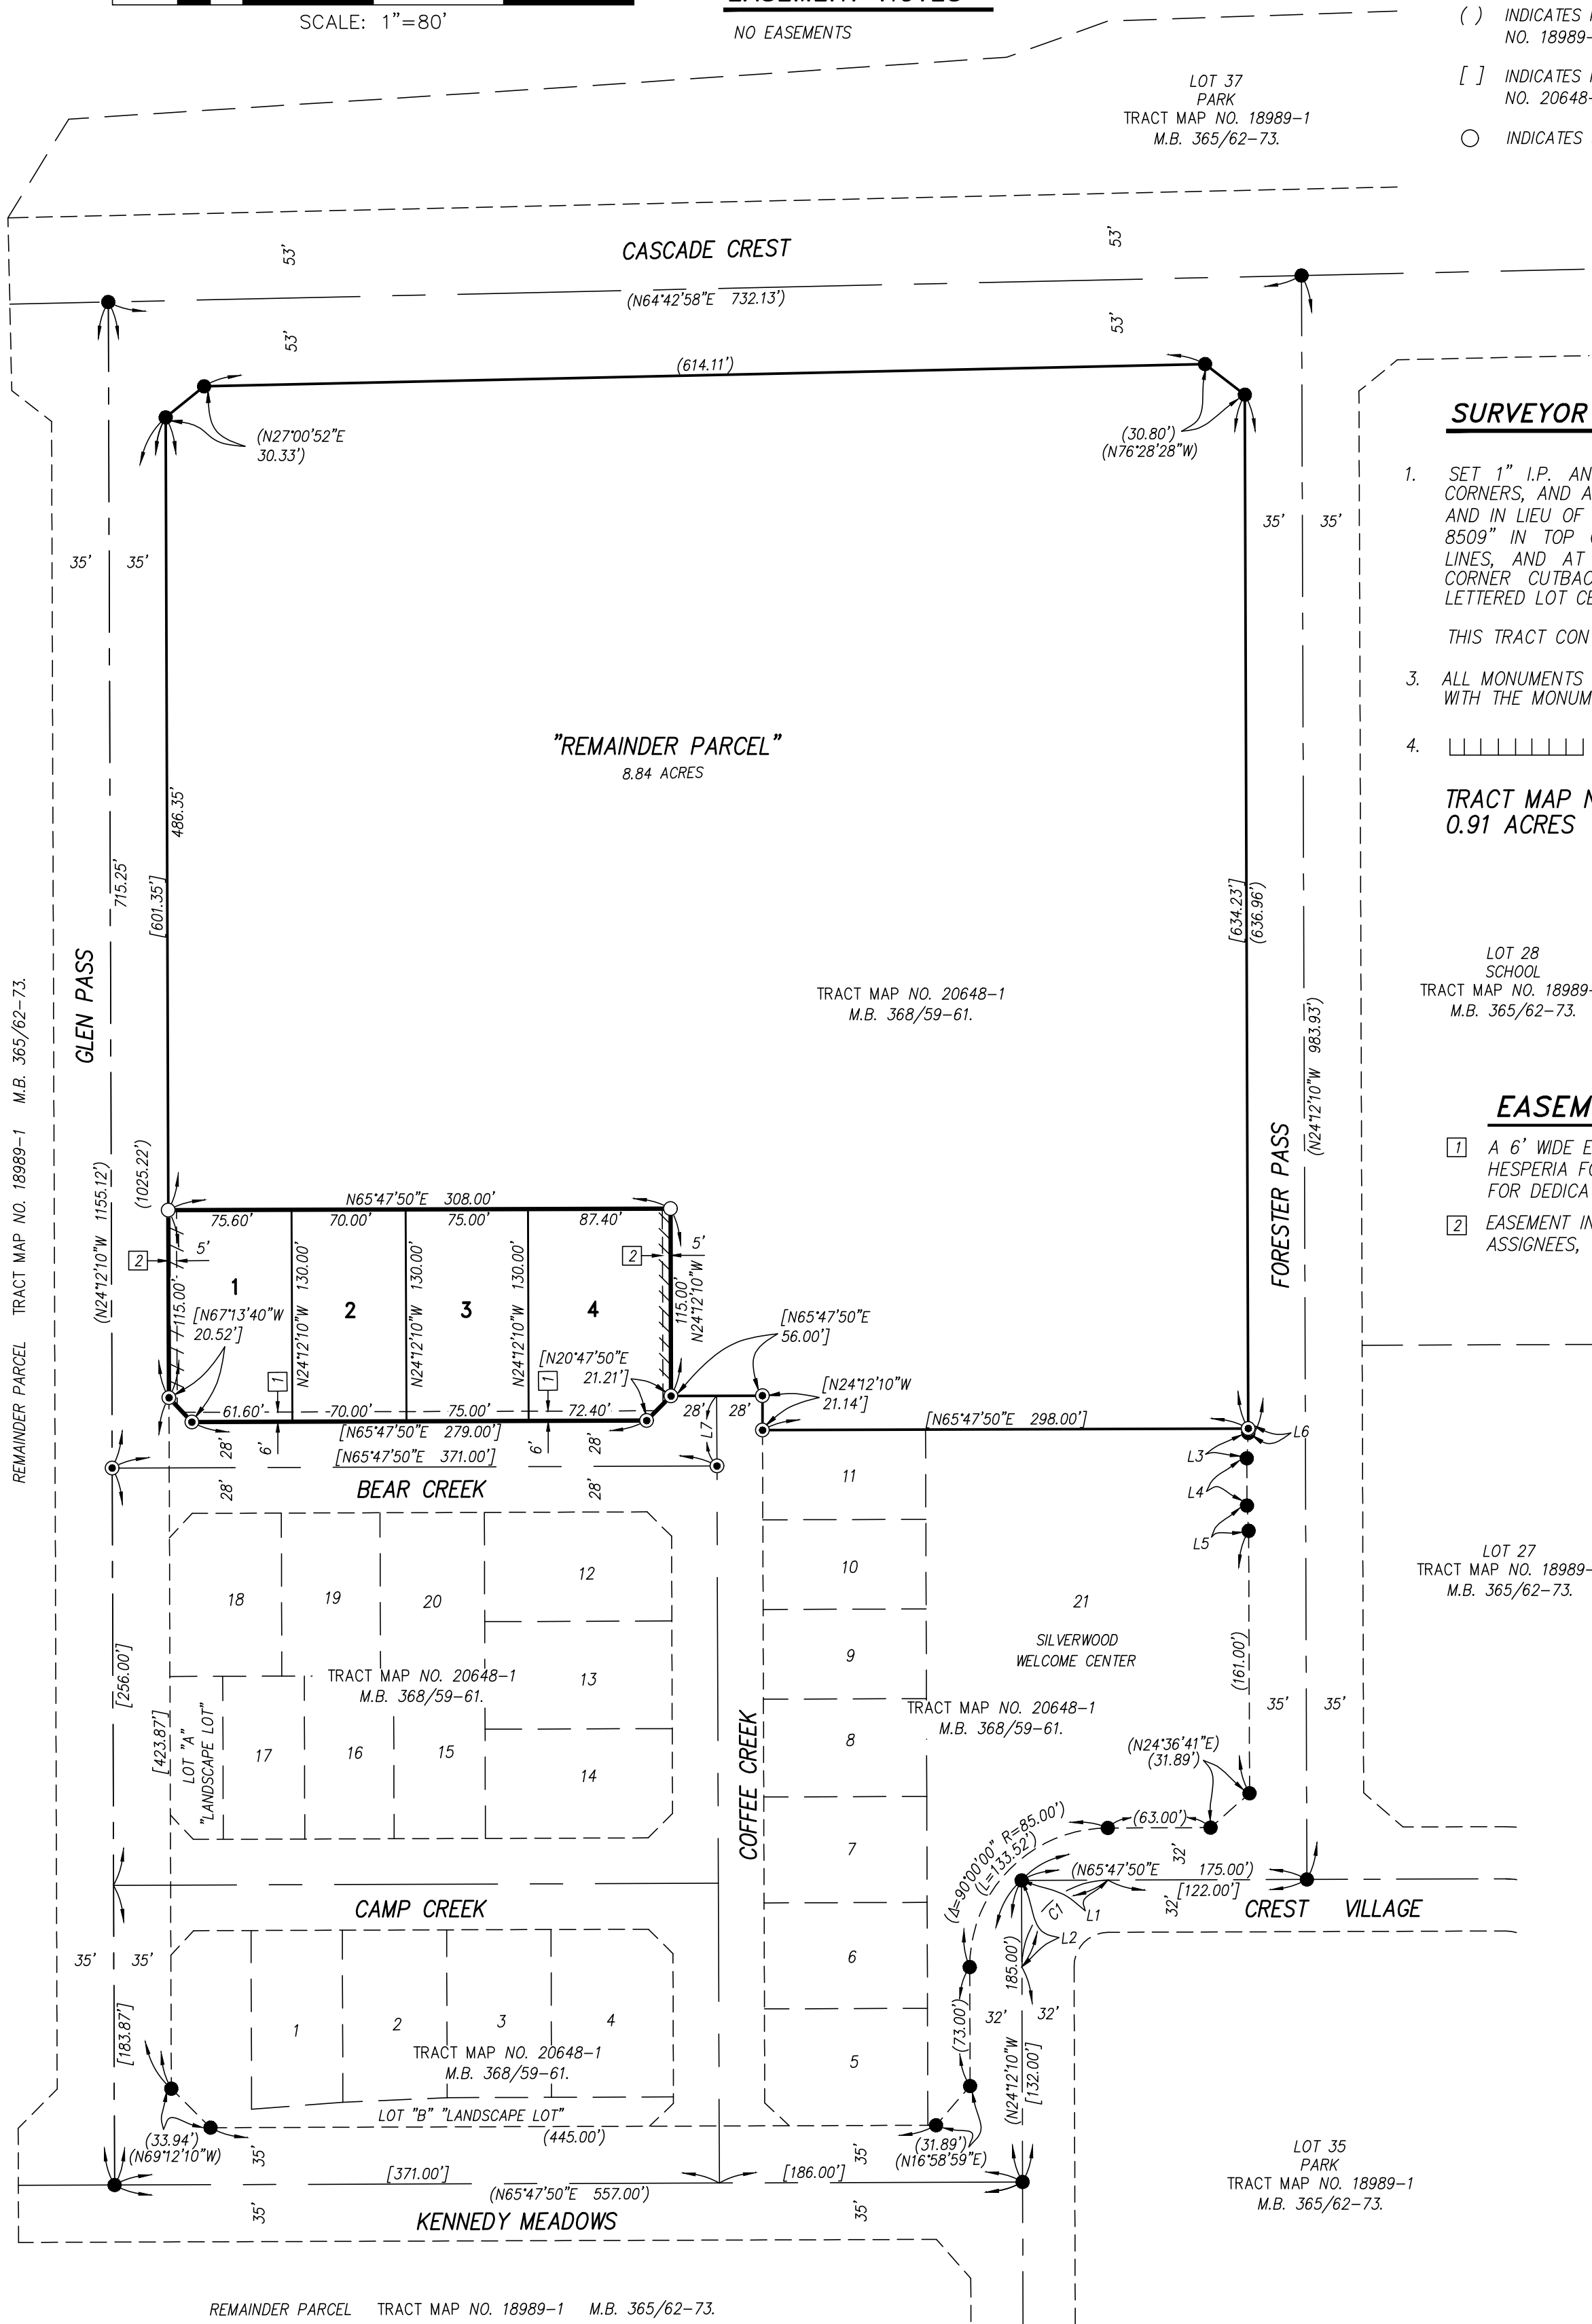 SCALE: 1"=80'
NO EASEMENTS
( ) INDICATES
NO. 18989-
[ ] INDICATES
NO. 20648-
INDICATES
LOT 37
PARK
TRACT MAP NO. 18989-1
M.B. 365/62-73.
53'
CASCADE CREST
53'
(N64°42'58"E 732.13')
53'
53'
(614.11')
(N27°00'52"E
30.33')
(30.80')
(N76°28'28"W)
SURVEYOR
1. SET 1" I.P. AN
CORNERS, AND A
AND IN LIEU OF
8509" IN TOP
LINES, AND AT
CORNER CUTBAC
LETTERED LOT CE
THIS TRACT CON
3. ALL MONUMENTS
WITH THE MONUM
4.
TRACT MAP N
0.91 ACRES
35'
35'
35'
35'
"REMAINDER PARCEL"
8.84 ACRES
486.35'
715.25'
[601.35']
[634.23']
(636.96')
GLEN PASS
TRACT MAP NO. 20648-1
M.B. 368/59-61.
LOT 28
SCHOOL
TRACT MAP NO. 18989-
M.B. 365/62-73.
REMAINDER PARCEL TRACT MAP NO. 18989-1 M.B. 365/62-73.
(N24°12'10"W 983.93')
FORESTER PASS
(N24°12'10"W 1155.12')
(1025.22')
EASEM
1 A 6' WIDE E
HESPERIA FO
FOR DEDICA
2 EASEMENT IN
ASSIGNEES,
N65°47'50"E 308.00'
75.60'
70.00'
75.00'
87.40'
2
5'
2
5'
115.00'
N24°12'10"W 130.00'
N24°12'10"W 130.00'
N24°12'10"W 130.00'
115.00'
N24°12'10"W
1
2
3
4
[N67°13'40"W
20.52']
[N20°47'50"E
21.21']
[N65°47'50"E
56.00']
[N24°12'10"W
21.14']
1
1
61.60'
70.00'
75.00'
72.40'
28'
28'
L7
[N65°47'50"E 279.00']
[N65°47'50"E 298.00']
28'
6'
6'
28'
[N65°47'50"E 371.00']
L6
L3
L4
L5
28'
BEAR CREEK
28'
11
10
9
8
7
6
5
12
13
14
18
19
20
17
16
15
TRACT MAP NO. 20648-1
M.B. 368/59-61.
LOT "A"
"LANDSCAPE LOT"
[256.00']
[423.87']
COFFEE CREEK
21
SILVERWOOD
WELCOME CENTER
TRACT MAP NO. 20648-1
M.B. 368/59-61.
(161.00')
35'
35'
LOT 27
TRACT MAP NO. 18989-
M.B. 365/62-73.
(N24°36'41"E)
(31.89')
(Δ=90°00'00" R=85.00')
(L=133.52')
(63.00')
32'
(N65°47'50"E 175.00')
[122.00']
32'
C1
L1
L2
CREST VILLAGE
CAMP CREEK
35'
35'
[183.87']
1
2
3
4
TRACT MAP NO. 20648-1
M.B. 368/59-61.
185.00')
(N24°12'10"W
[132.00']
32'
32'
(73.00')
LOT "B" "LANDSCAPE LOT"
(445.00')
(33.94')
(N69°12'10"W)
(31.89')
(N16°58'59"E)
35'
35'
[371.00']
[186.00']
(N65°47'50"E 557.00')
35'
35'
KENNEDY MEADOWS
LOT 35
PARK
TRACT MAP NO. 18989-1
M.B. 365/62-73.
REMAINDER PARCEL TRACT MAP NO. 18989-1 M.B. 365/62-73.